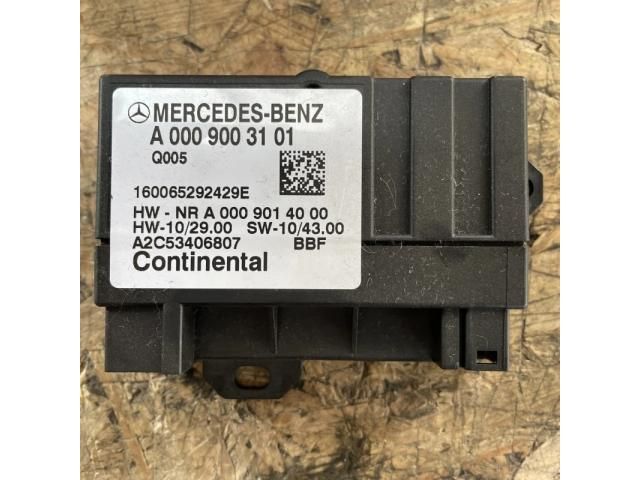 MERCEDES-BENZ
A 000 900 31 01
Q005
160065292429E
HW - NR A 000 901 40 00
HW-10/29.00 SW-10/43.00
A2C53406807 BBF
Continental